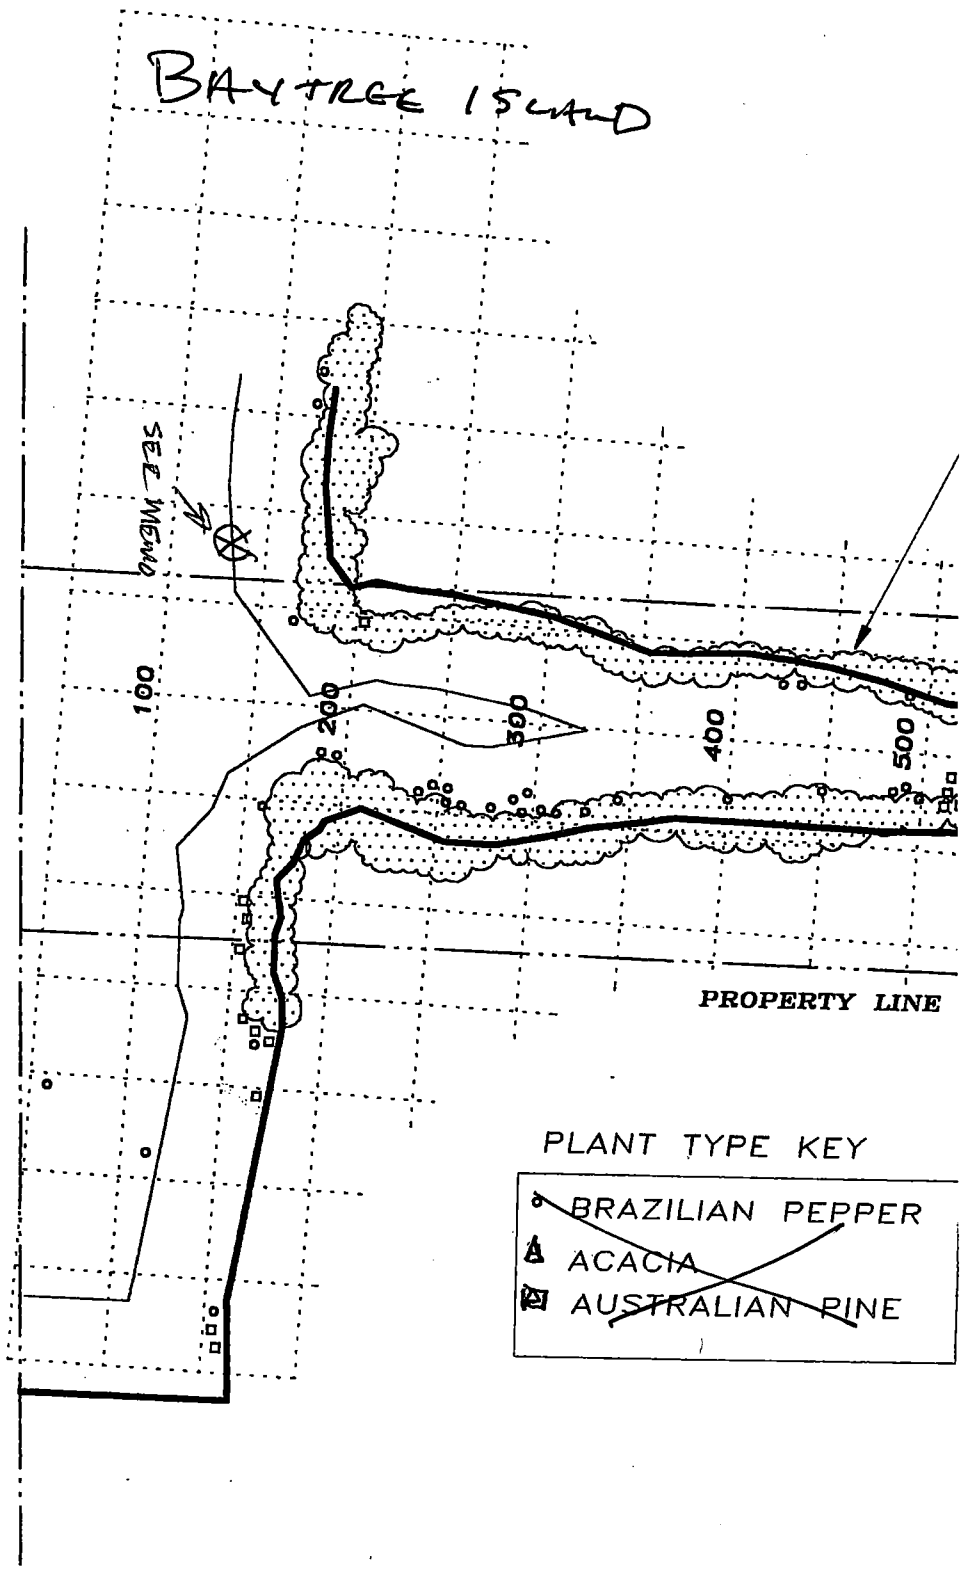 BAYTREE ISLAND
SEE MEMO
100
200
300
400
500
PROPERTY LINE
PLANT TYPE KEY
BRAZILIAN PEPPER
ACACIA
AUSTRALIAN PINE